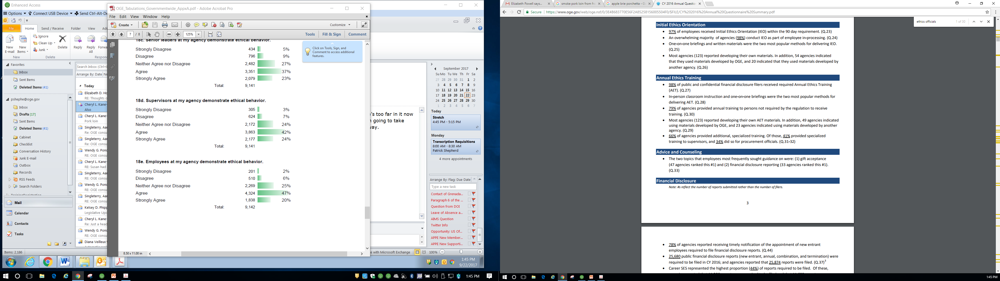 Enhanced Access
Options Connect USB Device Send Ctrl-Alt-De
File Home Send / Receive Folder View
New E-mail
New Items
Ignore
Clean Up
Junk
Delete
Reply
Reply All
New Delete
Favorites
Inbox
Sent Items
Deleted Items (41)
pshephe@oge.gov
Inbox
Drafts [17]
Sent Items
Deleted Items (41)
Cabinet
Checklist
Conversation History
Junk E-mail
Outbox
Records
RSS Feeds
Search Folders
Mail
Calendar
Contacts
Tasks
Items: 2,186
Search Inbox (Ctrl+E
Arrange By: Date
Today
Elizabeth D. Ho
RE: Thoughts o
Cheryl L. Kane-
Also
Cheryl L. Kane-
Pork loin
Singleterry, Aar
Re: OGE consu
Singleterry, Aar
RE: OGE consu
Wendy G. Pond
RE: OGE consu
Cheryl L. Kane-
RE: Susan had
Singleterry, Aar
RE: OGE consu
Wendy G. Pond
RE: OGE consu
Singleterry, Aar
RE: OGE consu
Kelsey D. Phipp
Legislative Upd
Cheryl L. Kane-
Re: Just a head
Wendy G. Pond
RE: OGE consu
Diana Veilleux
OGE_Tabulations_Governmentwide_AppxA.pdf - Adobe Acrobat Pro
File Edit View Window Help
Create Customize
7 / 8 125% Tools Fill & Sign Comment
Click on Tools, Sign, and
Comment to access additional
features.
18c. Senior leaders at my agency demonstrate ethical behavior.
Strongly Disagree 434 5%
Disagree 796 9%
Neither Agree nor Disagree 2,482 27%
Agree 3,351 37%
Strongly Agree 2,079 23%
Total: 9,141
18d. Supervisors at my agency demonstrate ethical behavior.
Strongly Disagree 305 3%
Disagree 624 7%
Neither Agree nor Disagree 2,172 24%
Agree 3,863 42%
Strongly Agree 2,177 24%
Total: 9,141
18e. Employees at my agency demonstrate ethical behavior.
Strongly Disagree 201 2%
Disagree 510 6%
Neither Agree nor Disagree 2,269 25%
Agree 4,324 47%
Strongly Agree 1,838 20%
Total: 9,142
8.50 x 11.00 in
's too far in it now
going to take
way.
September 2017
Su Mo Tu We Th Fr Sa
27 28 29 30 31 1 2
3 4 5 6 7 8 9
10 11 12 13 14 15 16
17 18 19 20 21 22 23
24 25 26 27 28 29 30
1 2 3 4 5 6 7
Today
Stretch
4:45 PM - 5:15 PM
Monday
Transcription Requisitions
8:00 AM - 8:30 AM
Patrick Shepherd
4 more appointments
Arrange By: Flag: Due Date
Type a new task
Contact of Grenada...
Paragraph 6 of the ...
Question from DOI
Leave of Absence a...
AIMS Question
Twitter Info
Opportunity: US Of...
APPE New Member...
APPE New Supporti...
e with Microsoft Exchange 100%
1:45 PM
9/22/2017
1:45 PM
Elizabeth Powell says... smoke pork loin from fro apple brie porchetta - Go CY 2016 Annual Question
Secure https://www.oge.gov/web/oge.nsf/0/3E4B683770E56F2A85258156005504F0/$FILE/CY%202016%20Annual%20Questionnaire%20Summary.pdf
ethics officials 1 of 30
Initial Ethics Orientation
• 97% of employees received Initial Ethics Orientation (IEO) within the 90 day requirement. (Q.23)
• An overwhelming majority of agencies (98%) conduct IEO as part of employee in-processing. (Q.24)
• One-on-one briefings and written materials were the two most popular methods for delivering IEO.
(Q.25)
• Most agencies (123) reported developing their own materials. In addition, 54 agencies indicated
that they used materials developed by OGE, and 20 indicated that they used materials developed by
another agency. (Q.26)
Annual Ethics Training
• 98% of public and confidential financial disclosure filers received required Annual Ethics Training
(AET). (Q.27)
• In-person classroom instruction and one-on-one briefings were the two most popular methods for
delivering AET. (Q.28)
• 79% of agencies provided annual training to persons not required by the regulation to receive
training. (Q.30)
• Most agencies (123) reported developing their own AET materials. In addition, 49 agencies indicated
using materials developed by OGE, and 23 agencies indicated using materials developed by another
agency. (Q.29)
• 66% of agencies provided additional, specialized training. Of those, 41% provided specialized
training to supervisors, and 34% did so for procurement officials. (Q.31-32)
Advice and Counseling
• The two topics that employees most frequently sought guidance on were: (1) gift acceptance
(47 agencies ranked this #1) and (2) financial disclosure reporting (33 agencies ranked this #1).
(Q.33)
Financial Disclosure
Note: #s reflect the number of reports submitted rather than the number of filers.
3
• 78% of agencies reported receiving timely notification of the appointment of new entrant
employees required to file financial disclosure reports. (Q.44)
• 25,680 public financial disclosure reports (new entrant, annual, combination, and termination) were
required to be filed in CY 2016; and agencies reported that 25,874 reports were filed. (Q.37)3
• Career SES represented the highest proportion (44%) of reports required to be filed. Of these,
1:45 PM